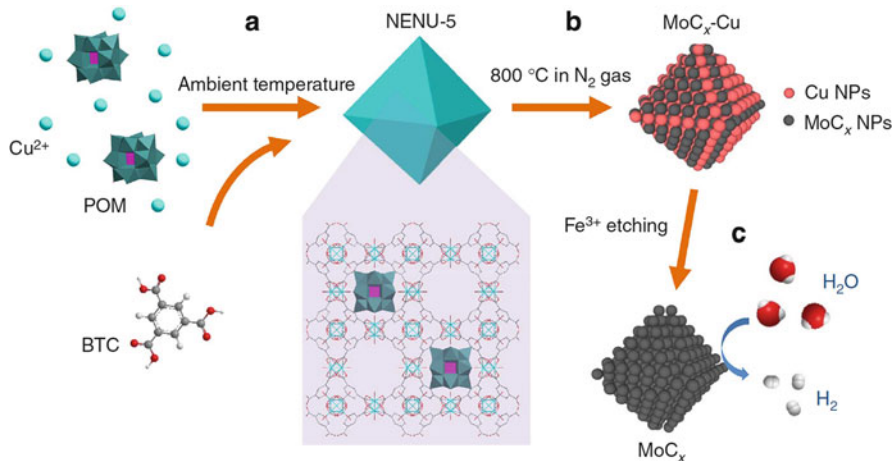 a
Ambient temperature
Cu²⁺
POM
BTC
NENU-5
b
800 °C in N₂ gas
MoCₓ-Cu
Cu NPs
MoCₓ NPs
Fe³⁺ etching
c
H₂O
H₂
MoCₓ